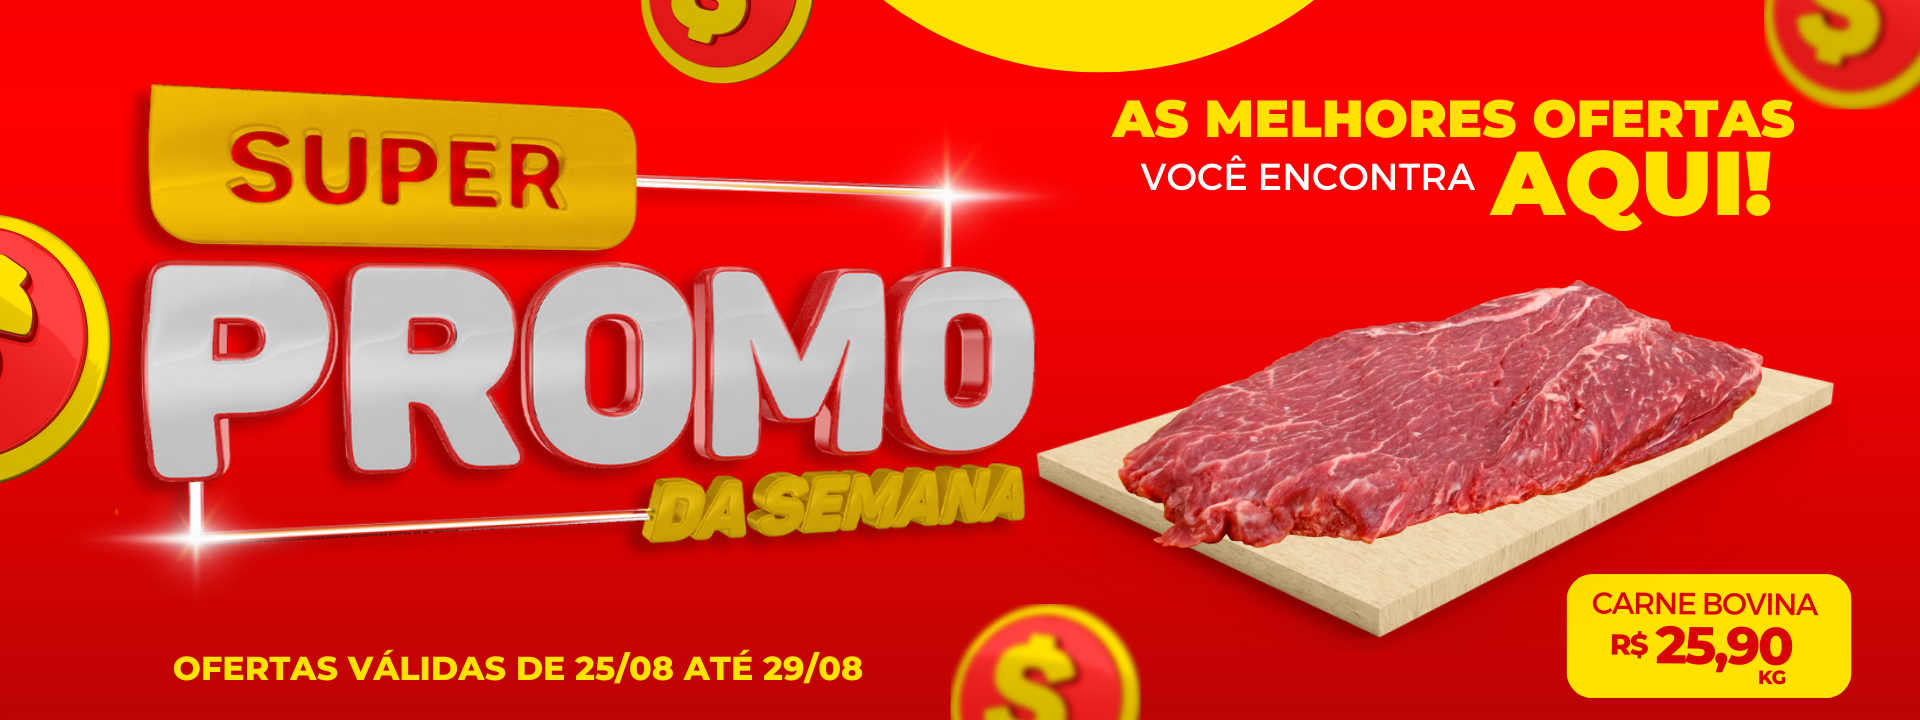 SUPER
PROMO
DA SEMANA
OFERTAS VÁLIDAS DE 25/08 ATÉ 29/08
AS MELHORES OFERTAS
VOCÊ ENCONTRA AQUI!
CARNE BOVINA
R$ 25,90
KG